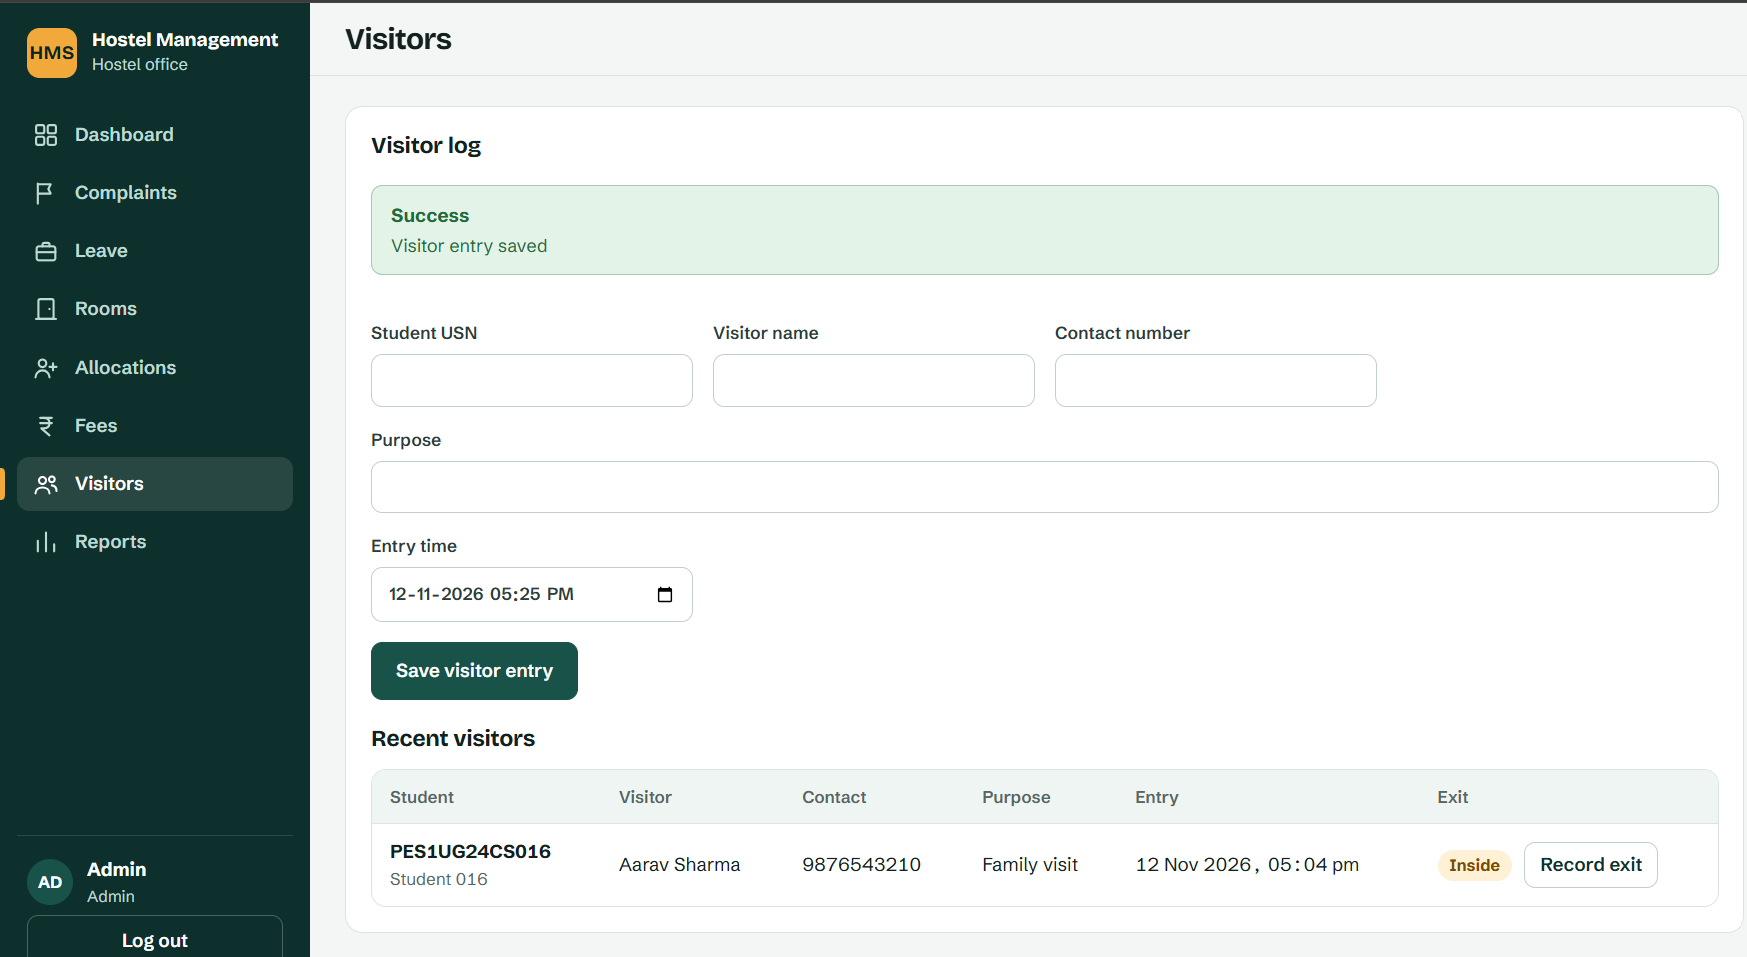 HMS
Hostel Management
Hostel office
Dashboard
Complaints
Leave
Rooms
Allocations
Fees
Visitors
Reports
AD
Admin
Admin
Log out
Visitors
Visitor log
Success
Visitor entry saved
Student USN Visitor name Contact number
Purpose
Entry time
12-11-2026 05:25 PM
Save visitor entry
Recent visitors
Student Visitor Contact Purpose Entry Exit
PES1UG24CS016 Aarav Sharma 9876543210 Family visit 12 Nov 2026, 05:04 pm Inside Record exit
Student 016